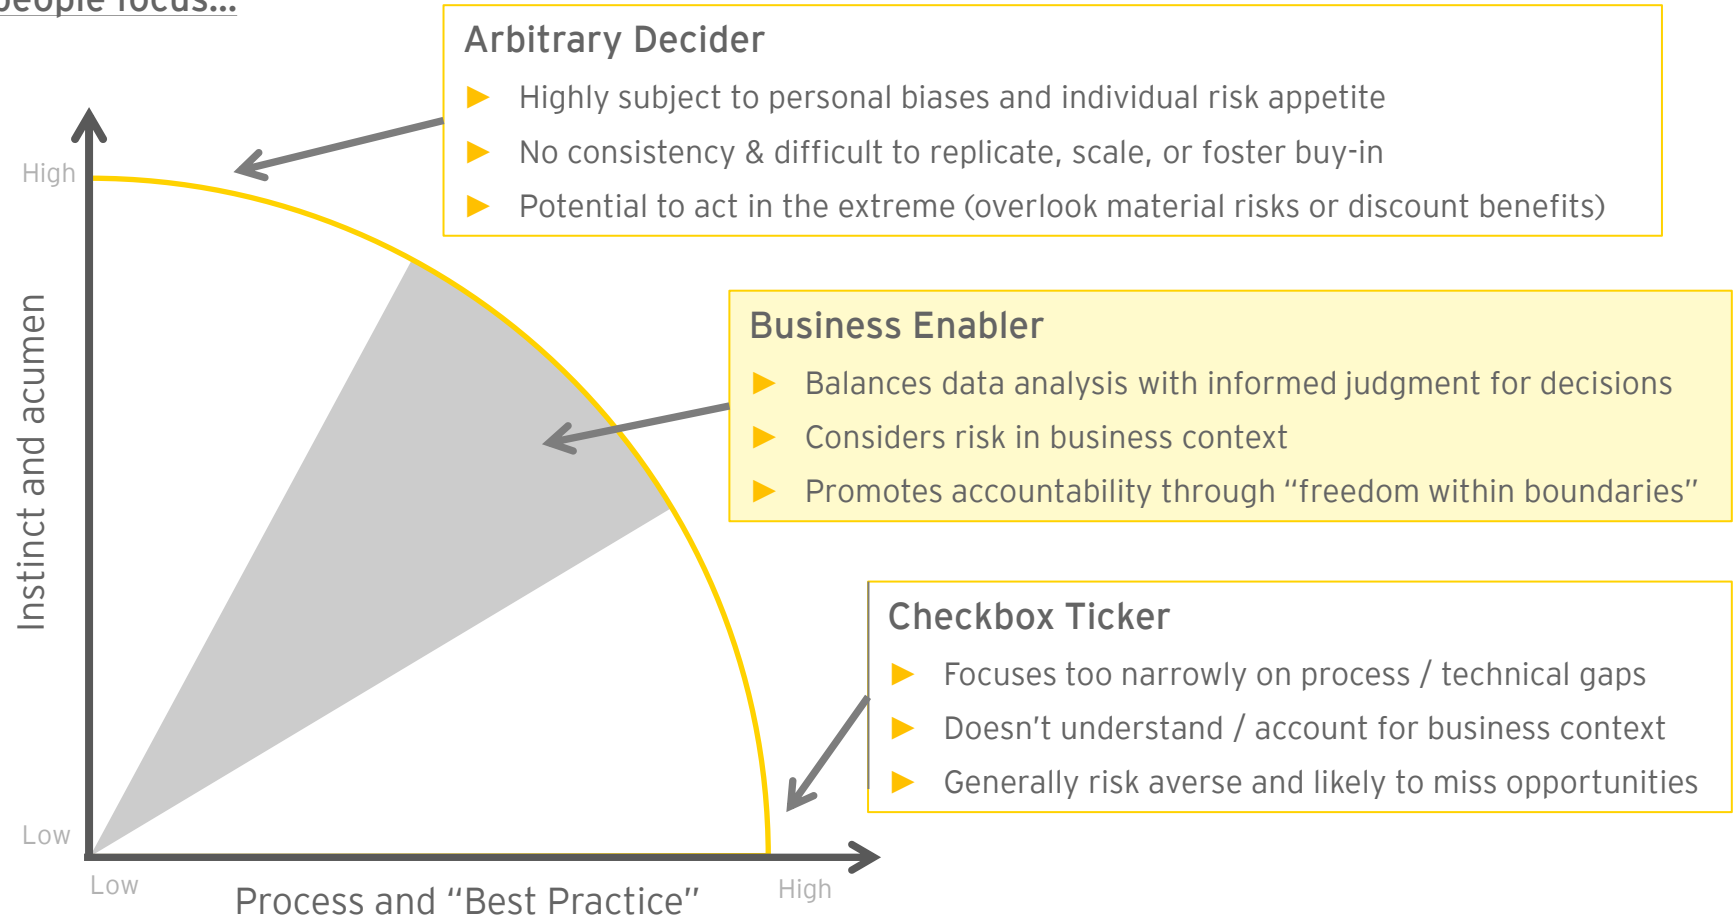 people focus...
Arbitrary Decider
► Highly subject to personal biases and individual risk appetite
► No consistency & difficult to replicate, scale, or foster buy-in
► Potential to act in the extreme (overlook material risks or discount benefits)
High
Instinct and acumen
Business Enabler
► Balances data analysis with informed judgment for decisions
► Considers risk in business context
► Promotes accountability through “freedom within boundaries”
Checkbox Ticker
► Focuses too narrowly on process / technical gaps
► Doesn’t understand / account for business context
► Generally risk averse and likely to miss opportunities
Low
Low
Process and “Best Practice”
High